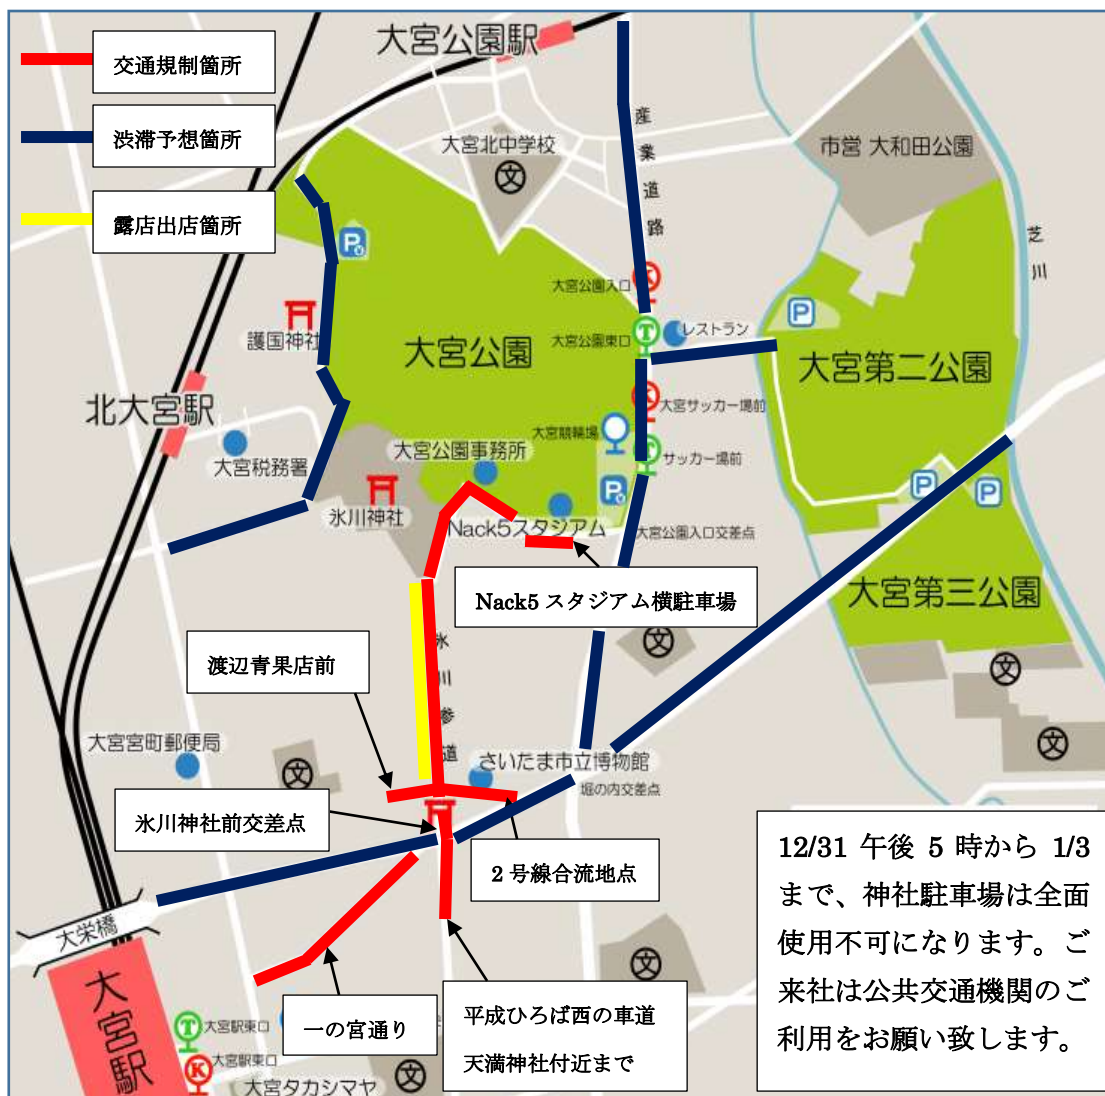 交通規制箇所
渋滞予想箇所
露店出店箇所
大宮公園駅
大宮北中学校
文
産業道路
市営 大和田公園
芝川
P
大宮公園入口
K
護国神社
大宮公園
大宮公園東口
T
レストラン
P
大宮第二公園
北大宮駅
K
大宮サッカー場前
大宮競輪場
T
サッカー場前
大宮税務署
大宮公園事務所
氷川神社
P
P
P
Nack5スタジアム
大宮公園入口交差点
Nack5 スタジアム横駐車場
大宮第三公園
文
文
氷川参道
渡辺青果店前
大宮宮町郵便局
文
さいたま市立博物館
文
堀の内交差点
氷川神社前交差点
2 号線合流地点
12/31 午後 5 時から 1/3
まで、神社駐車場は全面
使用不可になります。ご
来社は公共交通機関のご
利用をお願い致します。
大栄橋
文
大宮駅
一の宮通り
平成ひろば西の車道
天満神社付近まで
T
大宮駅東口
K
大宮駅東口
大宮タカシマヤ
文